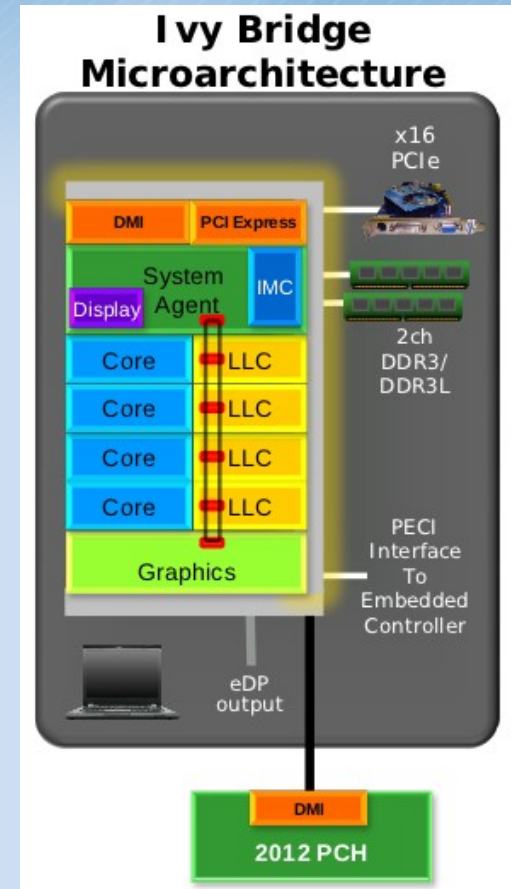 Ivy Bridge
Microarchitecture
x16
PCIe
DMI
PCI Express
System
Agent
IMC
Display
2ch
DDR3/
DDR3L
Core
LLC
Core
LLC
Core
LLC
Core
LLC
Graphics
PECI
Interface
To
Embedded
Controller
eDP
output
DMI
2012 PCH